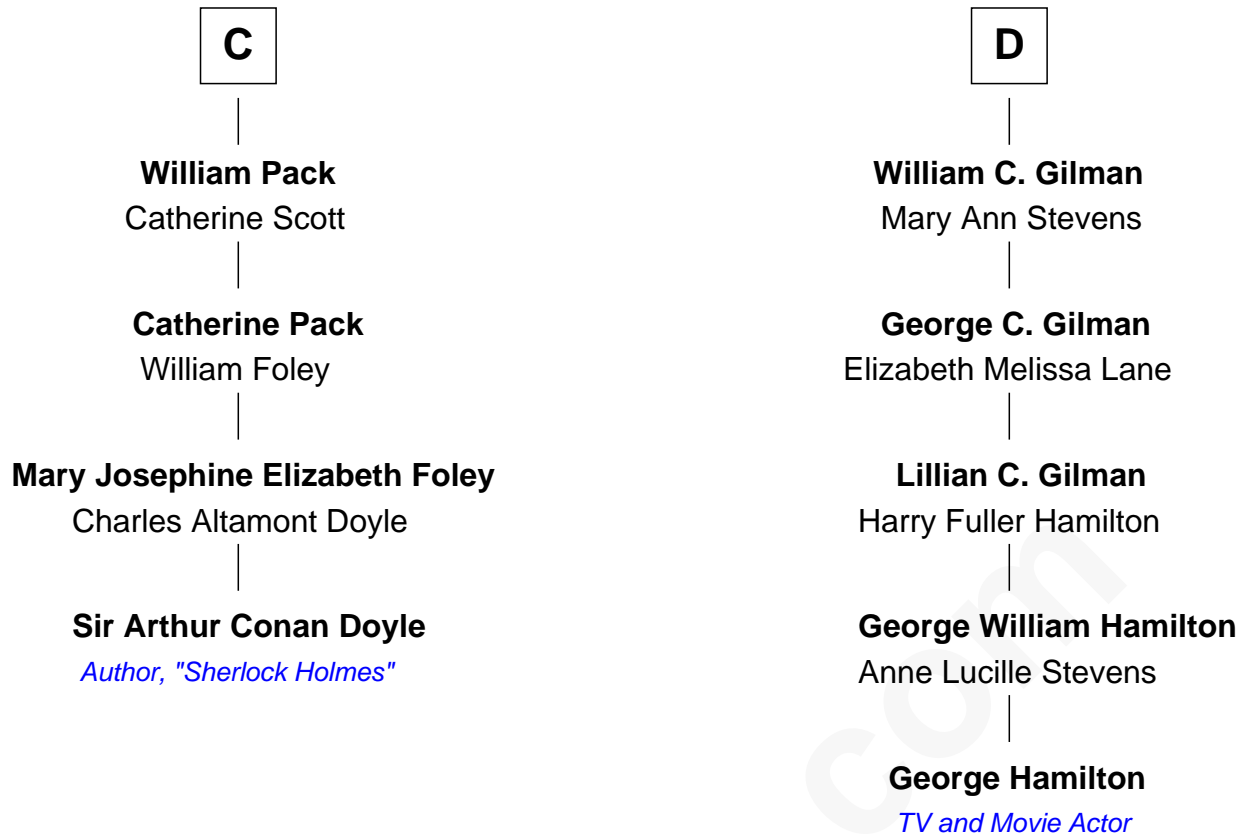 C
William Pack
Catherine Scott
Catherine Pack
William Foley
Mary Josephine Elizabeth Foley
Charles Altamont Doyle
Sir Arthur Conan Doyle
Author, "Sherlock Holmes"
D
William C. Gilman
Mary Ann Stevens
George C. Gilman
Elizabeth Melissa Lane
Lillian C. Gilman
Harry Fuller Hamilton
George William Hamilton
Anne Lucille Stevens
George Hamilton
TV and Movie Actor
com